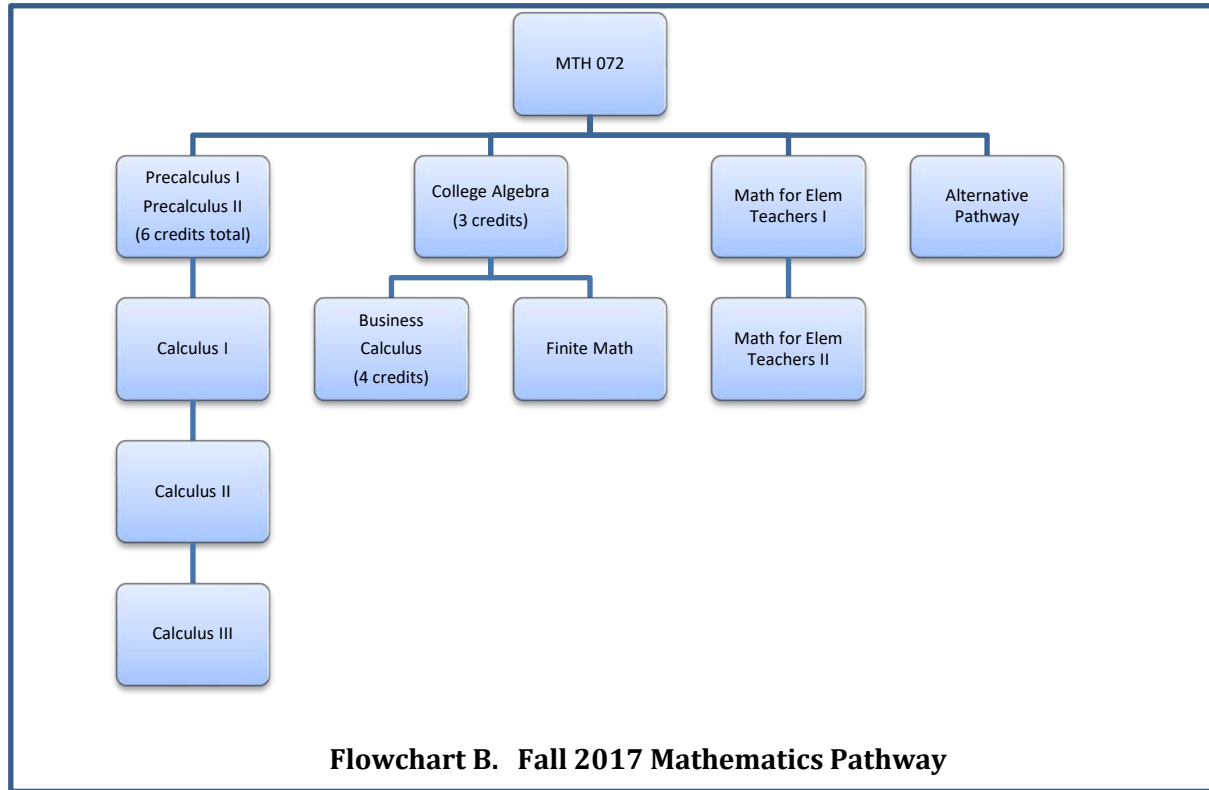 MTH 072
Precalculus I
Precalculus II
(6 credits total)
College Algebra
(3 credits)
Math for Elem
Teachers I
Alternative
Pathway
Calculus I
Business
Calculus
(4 credits)
Finite Math
Math for Elem
Teachers II
Calculus II
Calculus III
Flowchart B. Fall 2017 Mathematics Pathway